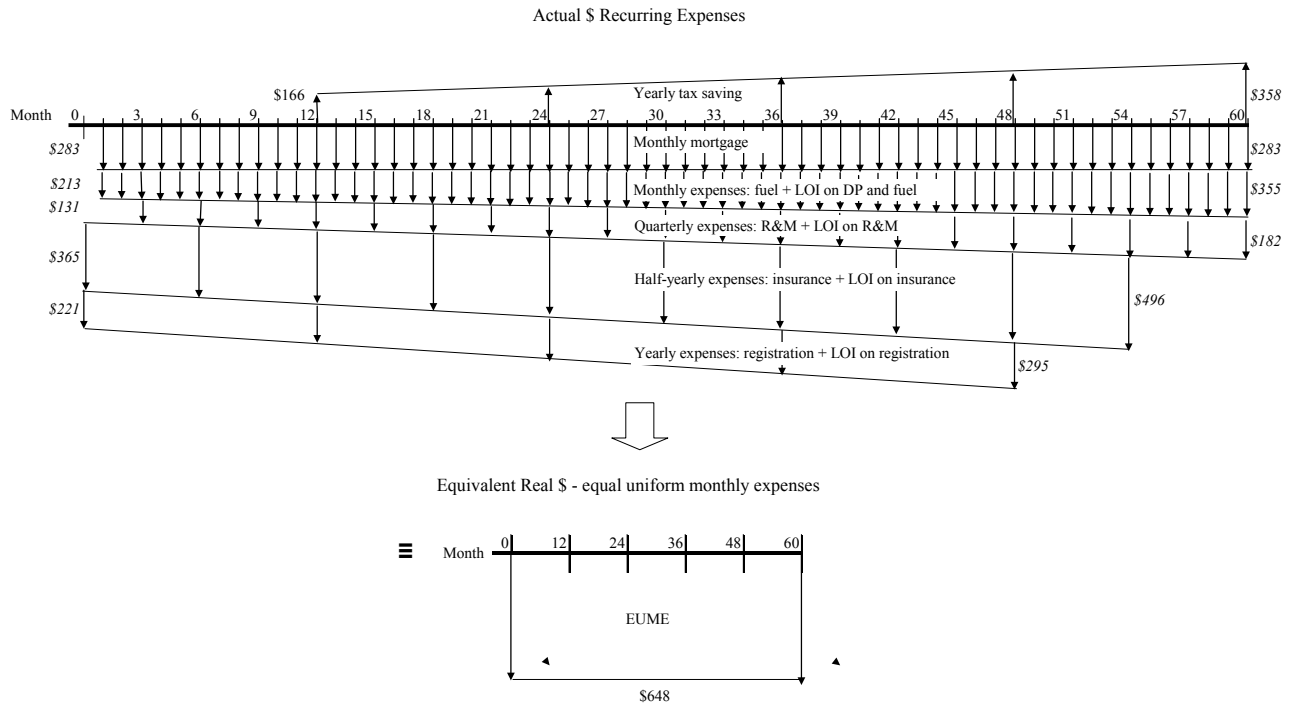 Actual $ Recurring Expenses
$166
Yearly tax saving
$358
Month 0 3 6 9 12 15 18 21 24 27 30 33 36 39 42 45 48 51 54 57 60
$283
Monthly mortgage
$283
$213
Monthly expenses: fuel + LOI on DP and fuel
$355
$131
Quarterly expenses: R&M + LOI on R&M
$182
$365
Half-yearly expenses: insurance + LOI on insurance
$496
$221
Yearly expenses: registration + LOI on registration
$295
Equivalent Real $ - equal uniform monthly expenses
≡ Month 0 12 24 36 48 60
EUME
$648